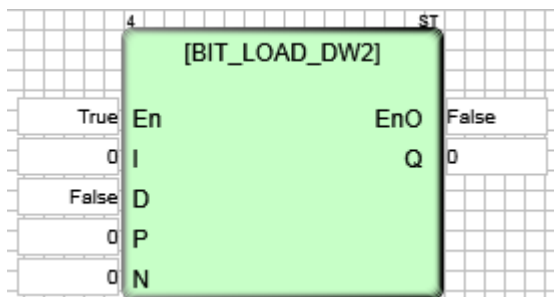 4 ST
[BIT_LOAD_DW2]
True En EnO False
0 I Q 0
False D
0 P
0 N